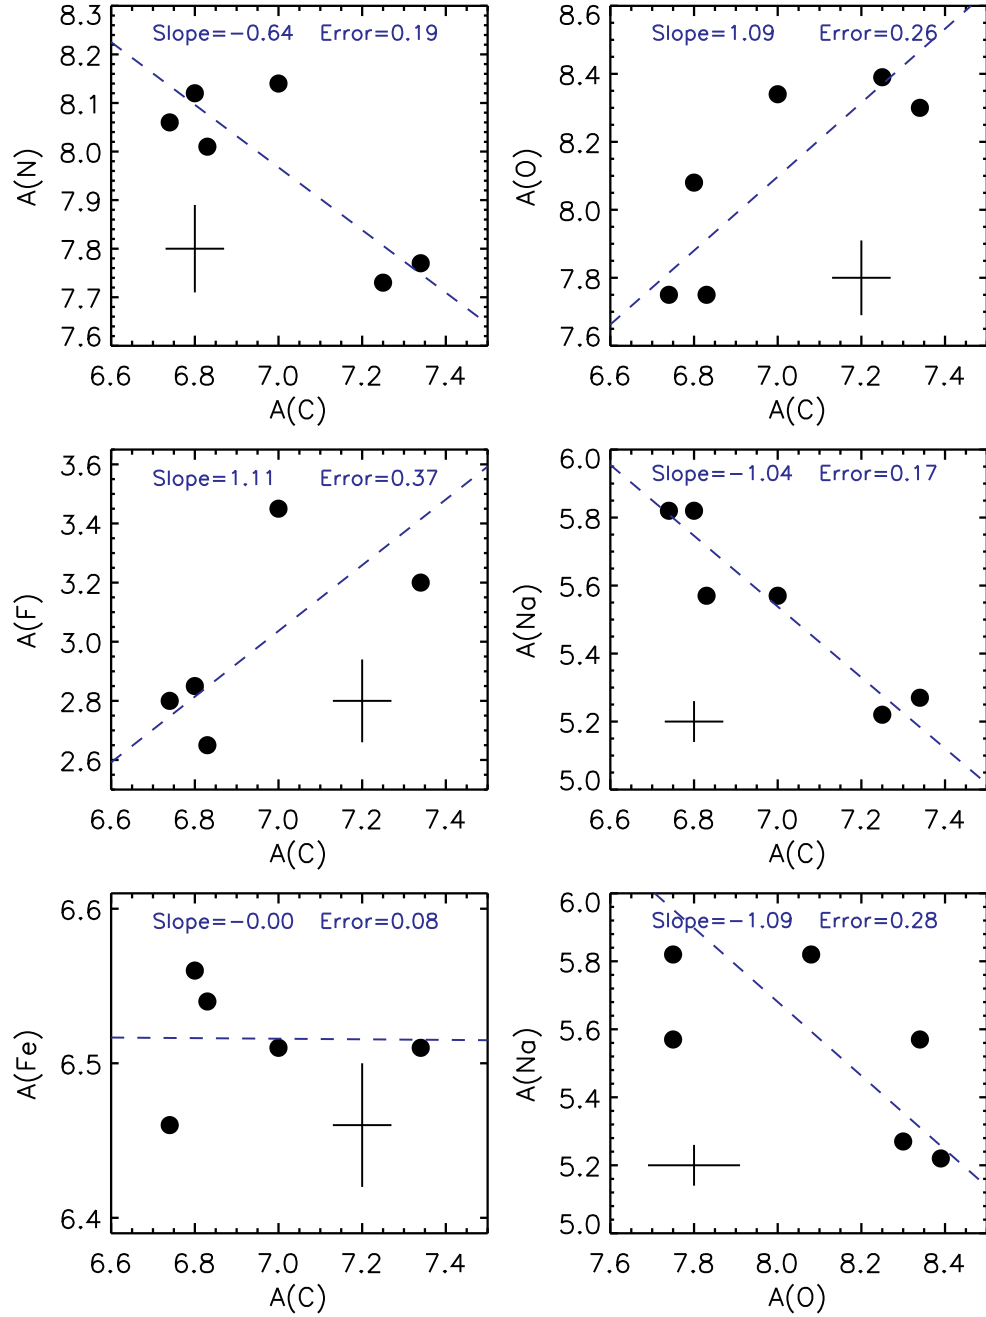 Slope=−0.64 Error=0.19
8.3
8.2
8.1
8.0
7.9
7.8
7.7
7.6
A(N)
6.6 6.8 7.0 7.2 7.4
A(C)
Slope=1.09 Error=0.26
8.6
8.4
8.2
8.0
7.8
7.6
A(O)
6.6 6.8 7.0 7.2 7.4
A(C)
Slope=1.11 Error=0.37
3.6
3.4
3.2
3.0
2.8
2.6
A(F)
6.6 6.8 7.0 7.2 7.4
A(C)
Slope=−1.04 Error=0.17
6.0
5.8
5.6
5.4
5.2
5.0
A(Na)
6.6 6.8 7.0 7.2 7.4
A(C)
Slope=−0.00 Error=0.08
6.6
6.5
6.4
A(Fe)
6.6 6.8 7.0 7.2 7.4
A(C)
Slope=−1.09 Error=0.28
6.0
5.8
5.6
5.4
5.2
5.0
A(Na)
7.6 7.8 8.0 8.2 8.4
A(O)